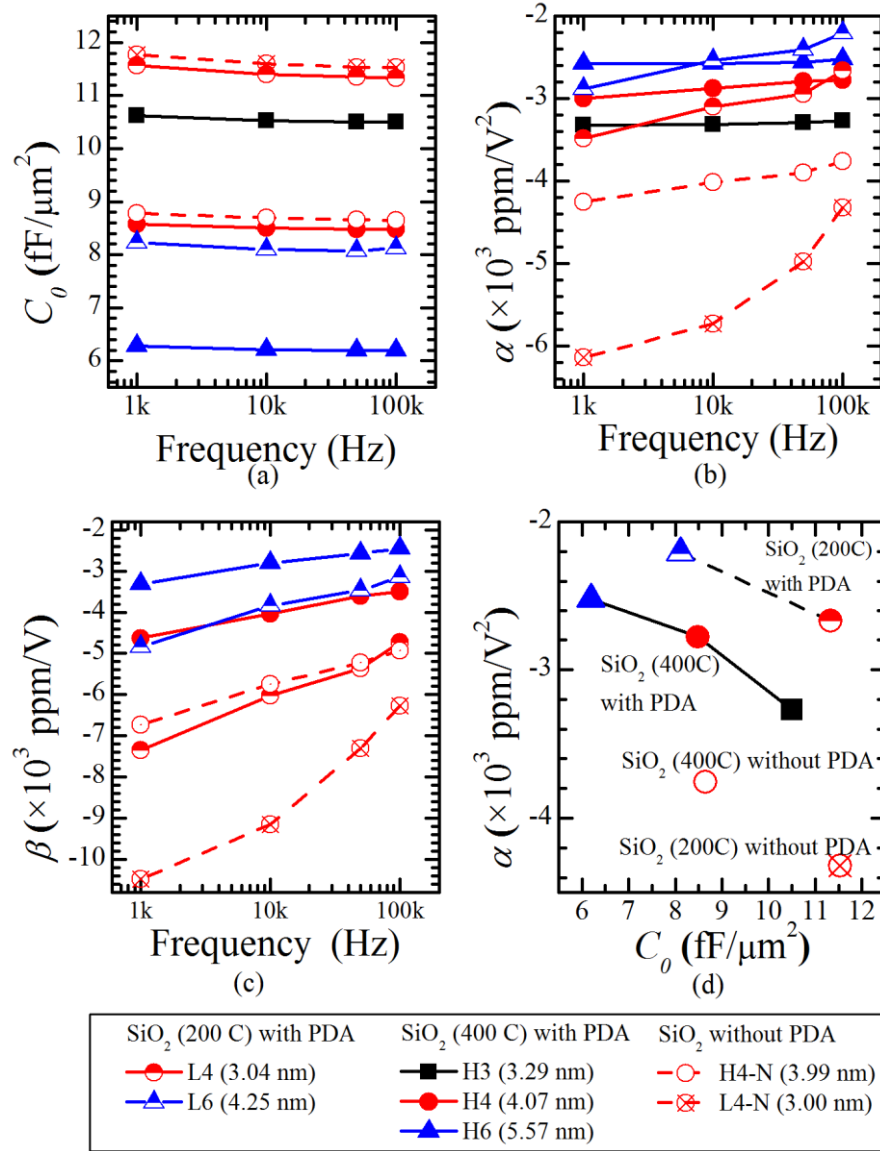 12
11
10
9
8
7
6
C₀ (fF/μm²)
1k 10k 100k
Frequency (Hz)
(a)
-2
-3
-4
-5
-6
α (×10³ ppm/V²)
1k 10k 100k
Frequency (Hz)
(b)
-2
-3
-4
-5
-6
-7
-8
-9
-10
β (×10³ ppm/V)
1k 10k 100k
Frequency (Hz)
(c)
-2
-3
-4
α (×10³ ppm/V²)
SiO₂ (200C)
with PDA
SiO₂ (400C)
with PDA
SiO₂ (400C) without PDA
SiO₂ (200C) without PDA
6 7 8 9 10 11 12
C₀ (fF/μm²)
(d)
SiO₂ (200 C) with PDA
L4 (3.04 nm)
L6 (4.25 nm)
SiO₂ (400 C) with PDA
H3 (3.29 nm)
H4 (4.07 nm)
H6 (5.57 nm)
SiO₂ without PDA
H4-N (3.99 nm)
L4-N (3.00 nm)